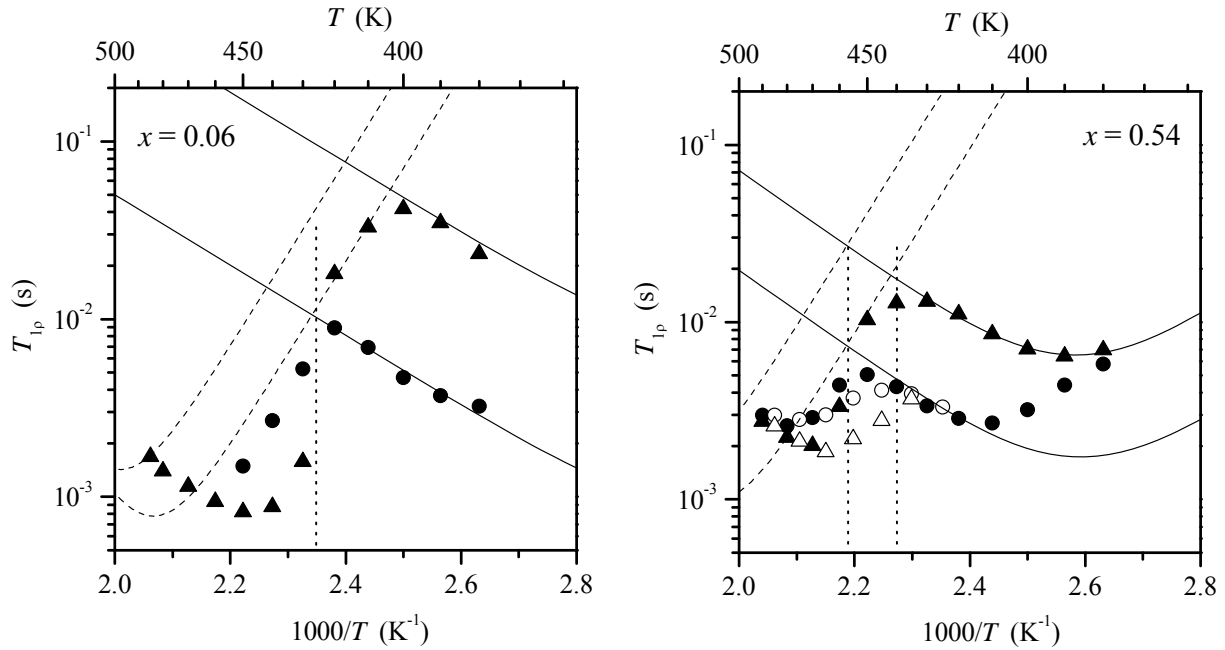 T (K)
500 450 400
10⁻¹
10⁻²
10⁻³
T₁ρ (s)
x = 0.06
2.0 2.2 2.4 2.6 2.8
1000/T (K⁻¹)
T (K)
500 450 400
10⁻¹
10⁻²
10⁻³
T₁ρ (s)
x = 0.54
2.0 2.2 2.4 2.6 2.8
1000/T (K⁻¹)